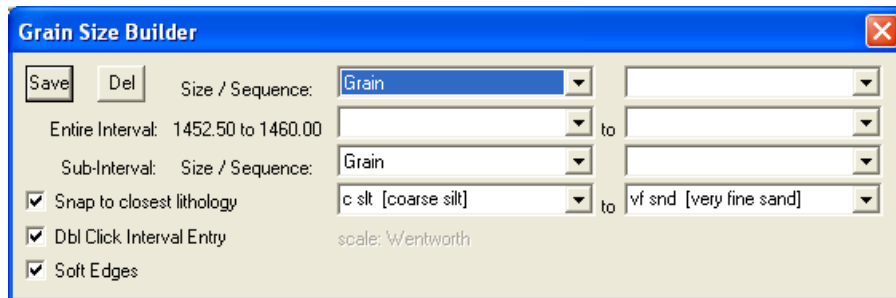 Grain Size Builder
Save Del Size / Sequence: Grain
Entire Interval: 1452.50 to 1460.00 to
Sub-Interval: Size / Sequence: Grain
Snap to closest lithology c slt [coarse silt] to vf snd [very fine sand]
Dbl Click Interval Entry scale: Wentworth
Soft Edges